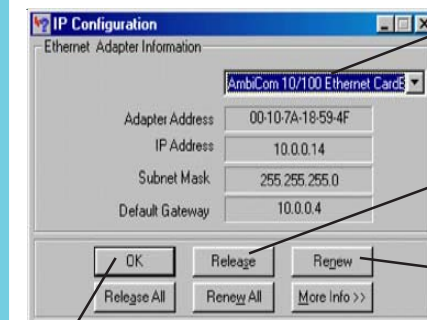 IP Configuration
Ethernet Adapter Information
AmbiCom 10/100 Ethernet CardB
Adapter Address 00-10-7A-18-59-4F
IP Address 10.0.0.14
Subnet Mask 255.255.255.0
Default Gateway 10.0.0.4
OK Release Renew
Release All Renew All More Info >>